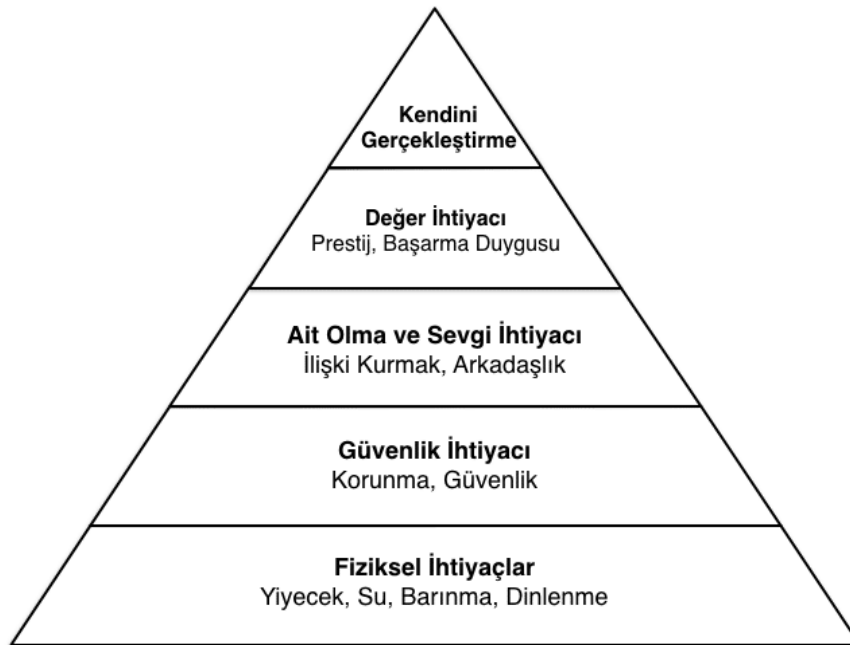 Kendini
Gerçekleştirme
Değer İhtiyacı
Prestij, Başarma Duygusu
Ait Olma ve Sevgi İhtiyacı
İlişki Kurmak, Arkadaşlık
Güvenlik İhtiyacı
Korunma, Güvenlik
Fiziksel İhtiyaçlar
Yiyecek, Su, Barınma, Dinlenme